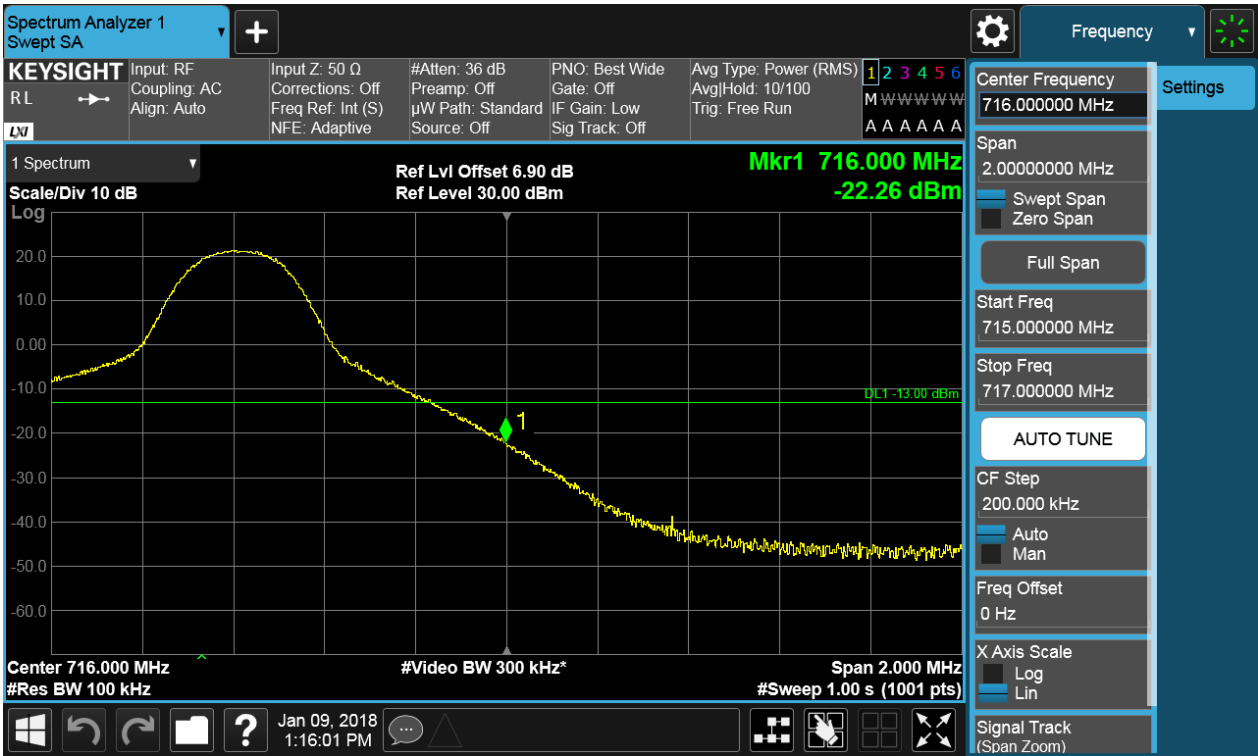 Spectrum Analyzer 1
Swept SA
Frequency
KEYSIGHT
RL
LXI
Input: RF
Coupling: AC
Align: Auto
Input Z: 50 Ω
Corrections: Off
Freq Ref: Int (S)
NFE: Adaptive
#Atten: 36 dB
Preamp: Off
µW Path: Standard
Source: Off
PNO: Best Wide
Gate: Off
IF Gain: Low
Sig Track: Off
Avg Type: Power (RMS)
Avg|Hold: 10/100
Trig: Free Run
1 2 3 4 5 6
M W W W W W
A A A A A A
1 Spectrum
Scale/Div 10 dB
Log
Ref Lvl Offset 6.90 dB
Ref Level 30.00 dBm
Mkr1 716.000 MHz
-22.26 dBm
20.0
10.0
0.00
-10.0
-20.0
-30.0
-40.0
-50.0
-60.0
DL1 -13.00 dBm
1
Center 716.000 MHz
#Res BW 100 kHz
#Video BW 300 kHz*
Span 2.000 MHz
#Sweep 1.00 s (1001 pts)
Center Frequency
716.000000 MHz
Span
2.00000000 MHz
Swept Span
Zero Span
Full Span
Start Freq
715.000000 MHz
Stop Freq
717.000000 MHz
AUTO TUNE
CF Step
200.000 kHz
Auto
Man
Freq Offset
0 Hz
X Axis Scale
Log
Lin
Signal Track
(Span Zoom)
Settings
?
Jan 09, 2018
1:16:01 PM